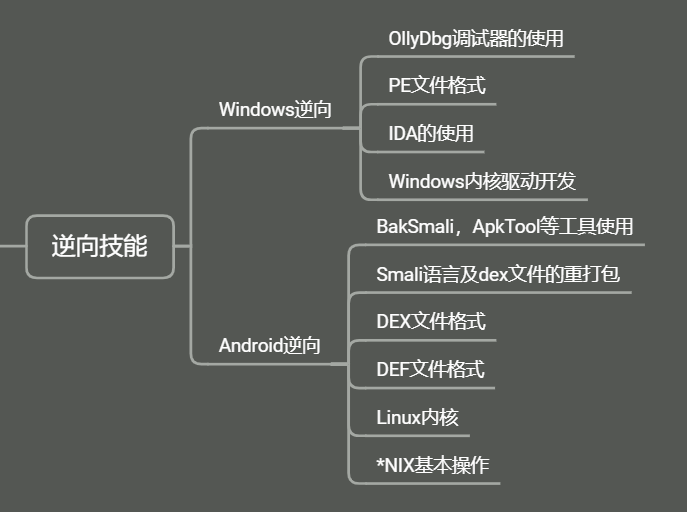 OllyDbg调试器的使用
PE文件格式
Windows逆向
IDA的使用
Windows内核驱动开发
逆向技能
BakSmali，ApkTool等工具使用
Smali语言及dex文件的重打包
DEX文件格式
Android逆向
DEF文件格式
Linux内核
*NIX基本操作